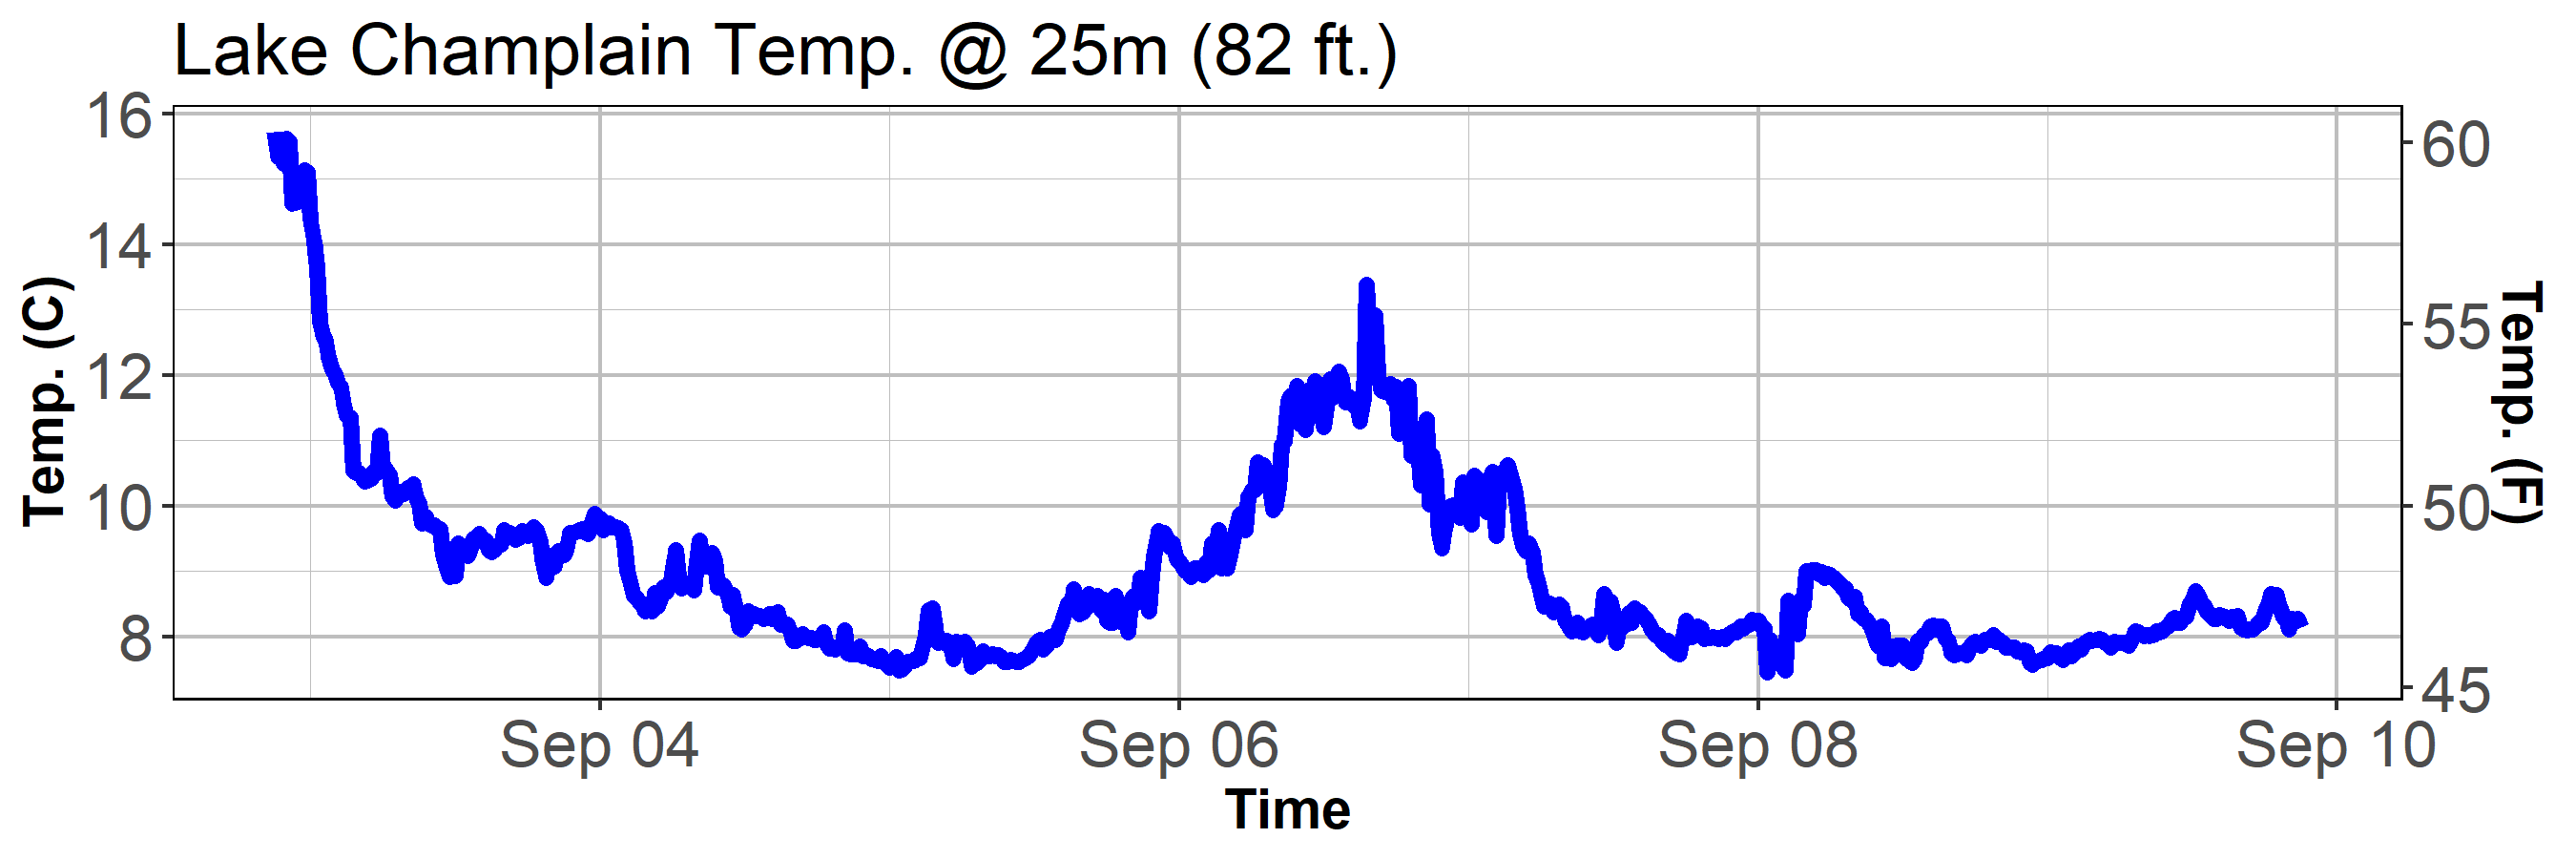 Lake Champlain Temp. @ 25m (82 ft.)
Temp. (C)
16
14
12
10
8
60
55
50
45
Temp. (F)
Sep 04
Sep 06
Sep 08
Sep 10
Time